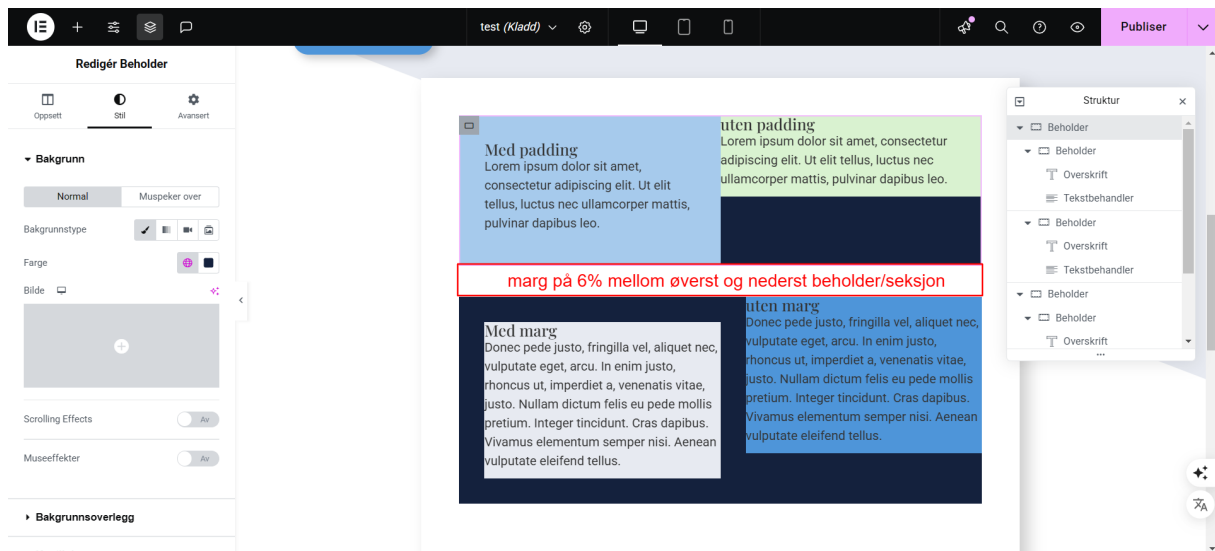 test (Kladd)
Publiser
Redigér Beholder
Oppsett
Stil
Avansert
Bakgrunn
Normal
Muspeker over
Bakgrunnstype
Farge
Bilde
Scrolling Effects
Av
Museeffekter
Av
Bakgrunnsoverlegg
Med padding
Lorem ipsum dolor sit amet,
consectetur adipiscing elit. Ut elit
tellus, luctus nec ullamcorper mattis,
pulvinar dapibus leo.
uten padding
Lorem ipsum dolor sit amet, consectetur
adipiscing elit. Ut elit tellus, luctus nec
ullamcorper mattis, pulvinar dapibus leo.
marg på 6% mellom øverst og nederst beholder/seksjon
Med marg
Donec pede justo, fringilla vel, aliquet nec,
vulputate eget, arcu. In enim justo,
rhoncus ut, imperdiet a, venenatis vitae,
justo. Nullam dictum felis eu pede mollis
pretium. Integer tincidunt. Cras dapibus.
Vivamus elementum semper nisi. Aenean
vulputate eleifend tellus.
uten marg
Donec pede justo, fringilla vel, aliquet nec,
vulputate eget, arcu. In enim justo,
rhoncus ut, imperdiet a, venenatis vitae,
justo. Nullam dictum felis eu pede mollis
pretium. Integer tincidunt. Cras dapibus.
Vivamus elementum semper nisi. Aenean
vulputate eleifend tellus.
Struktur
Beholder
Beholder
Overskrift
Tekstbehandler
Beholder
Overskrift
Tekstbehandler
Beholder
Beholder
Overskrift